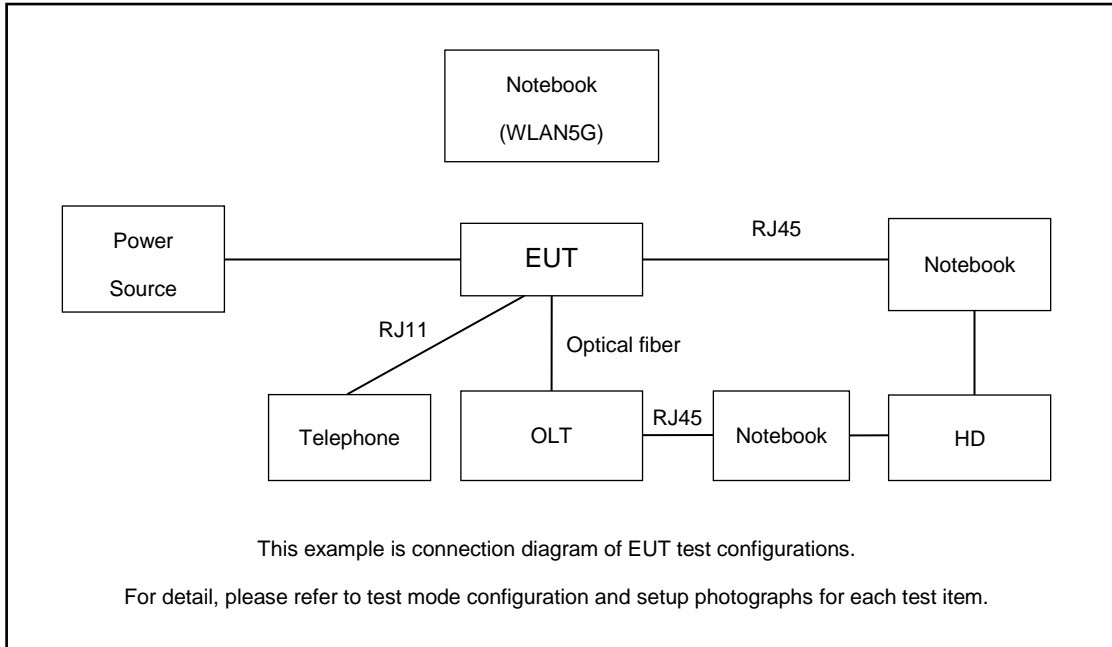 Notebook
(WLAN5G)
Power
Source
EUT
RJ45
Notebook
RJ11
Optical fiber
Telephone
OLT
RJ45
Notebook
HD
This example is connection diagram of EUT test configurations.
For detail, please refer to test mode configuration and setup photographs for each test item.